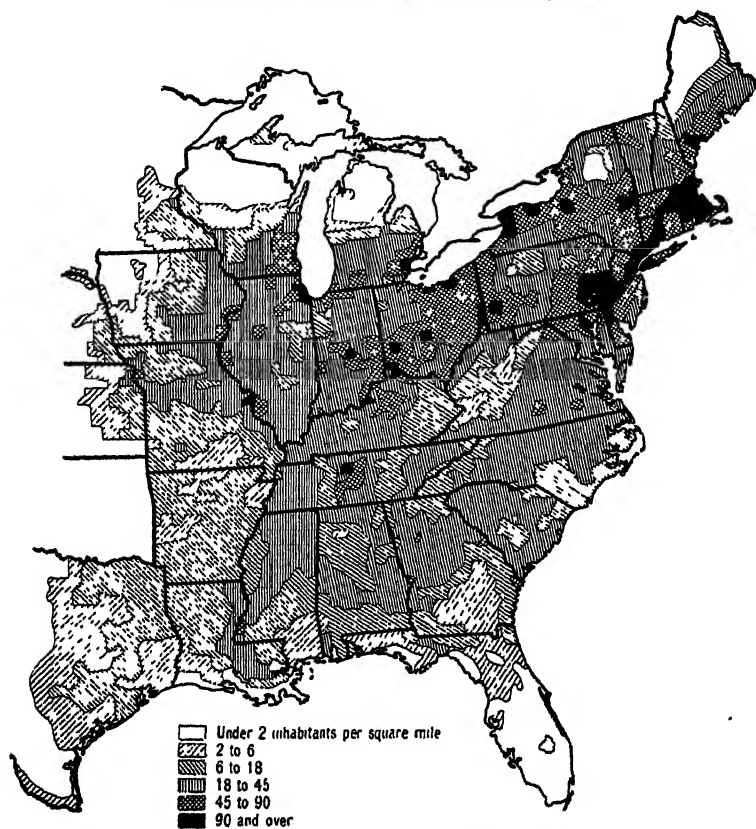 Under 2 inhabitants per square mile
2 to 6
6 to 18
18 to 45
45 to 90
90 and over